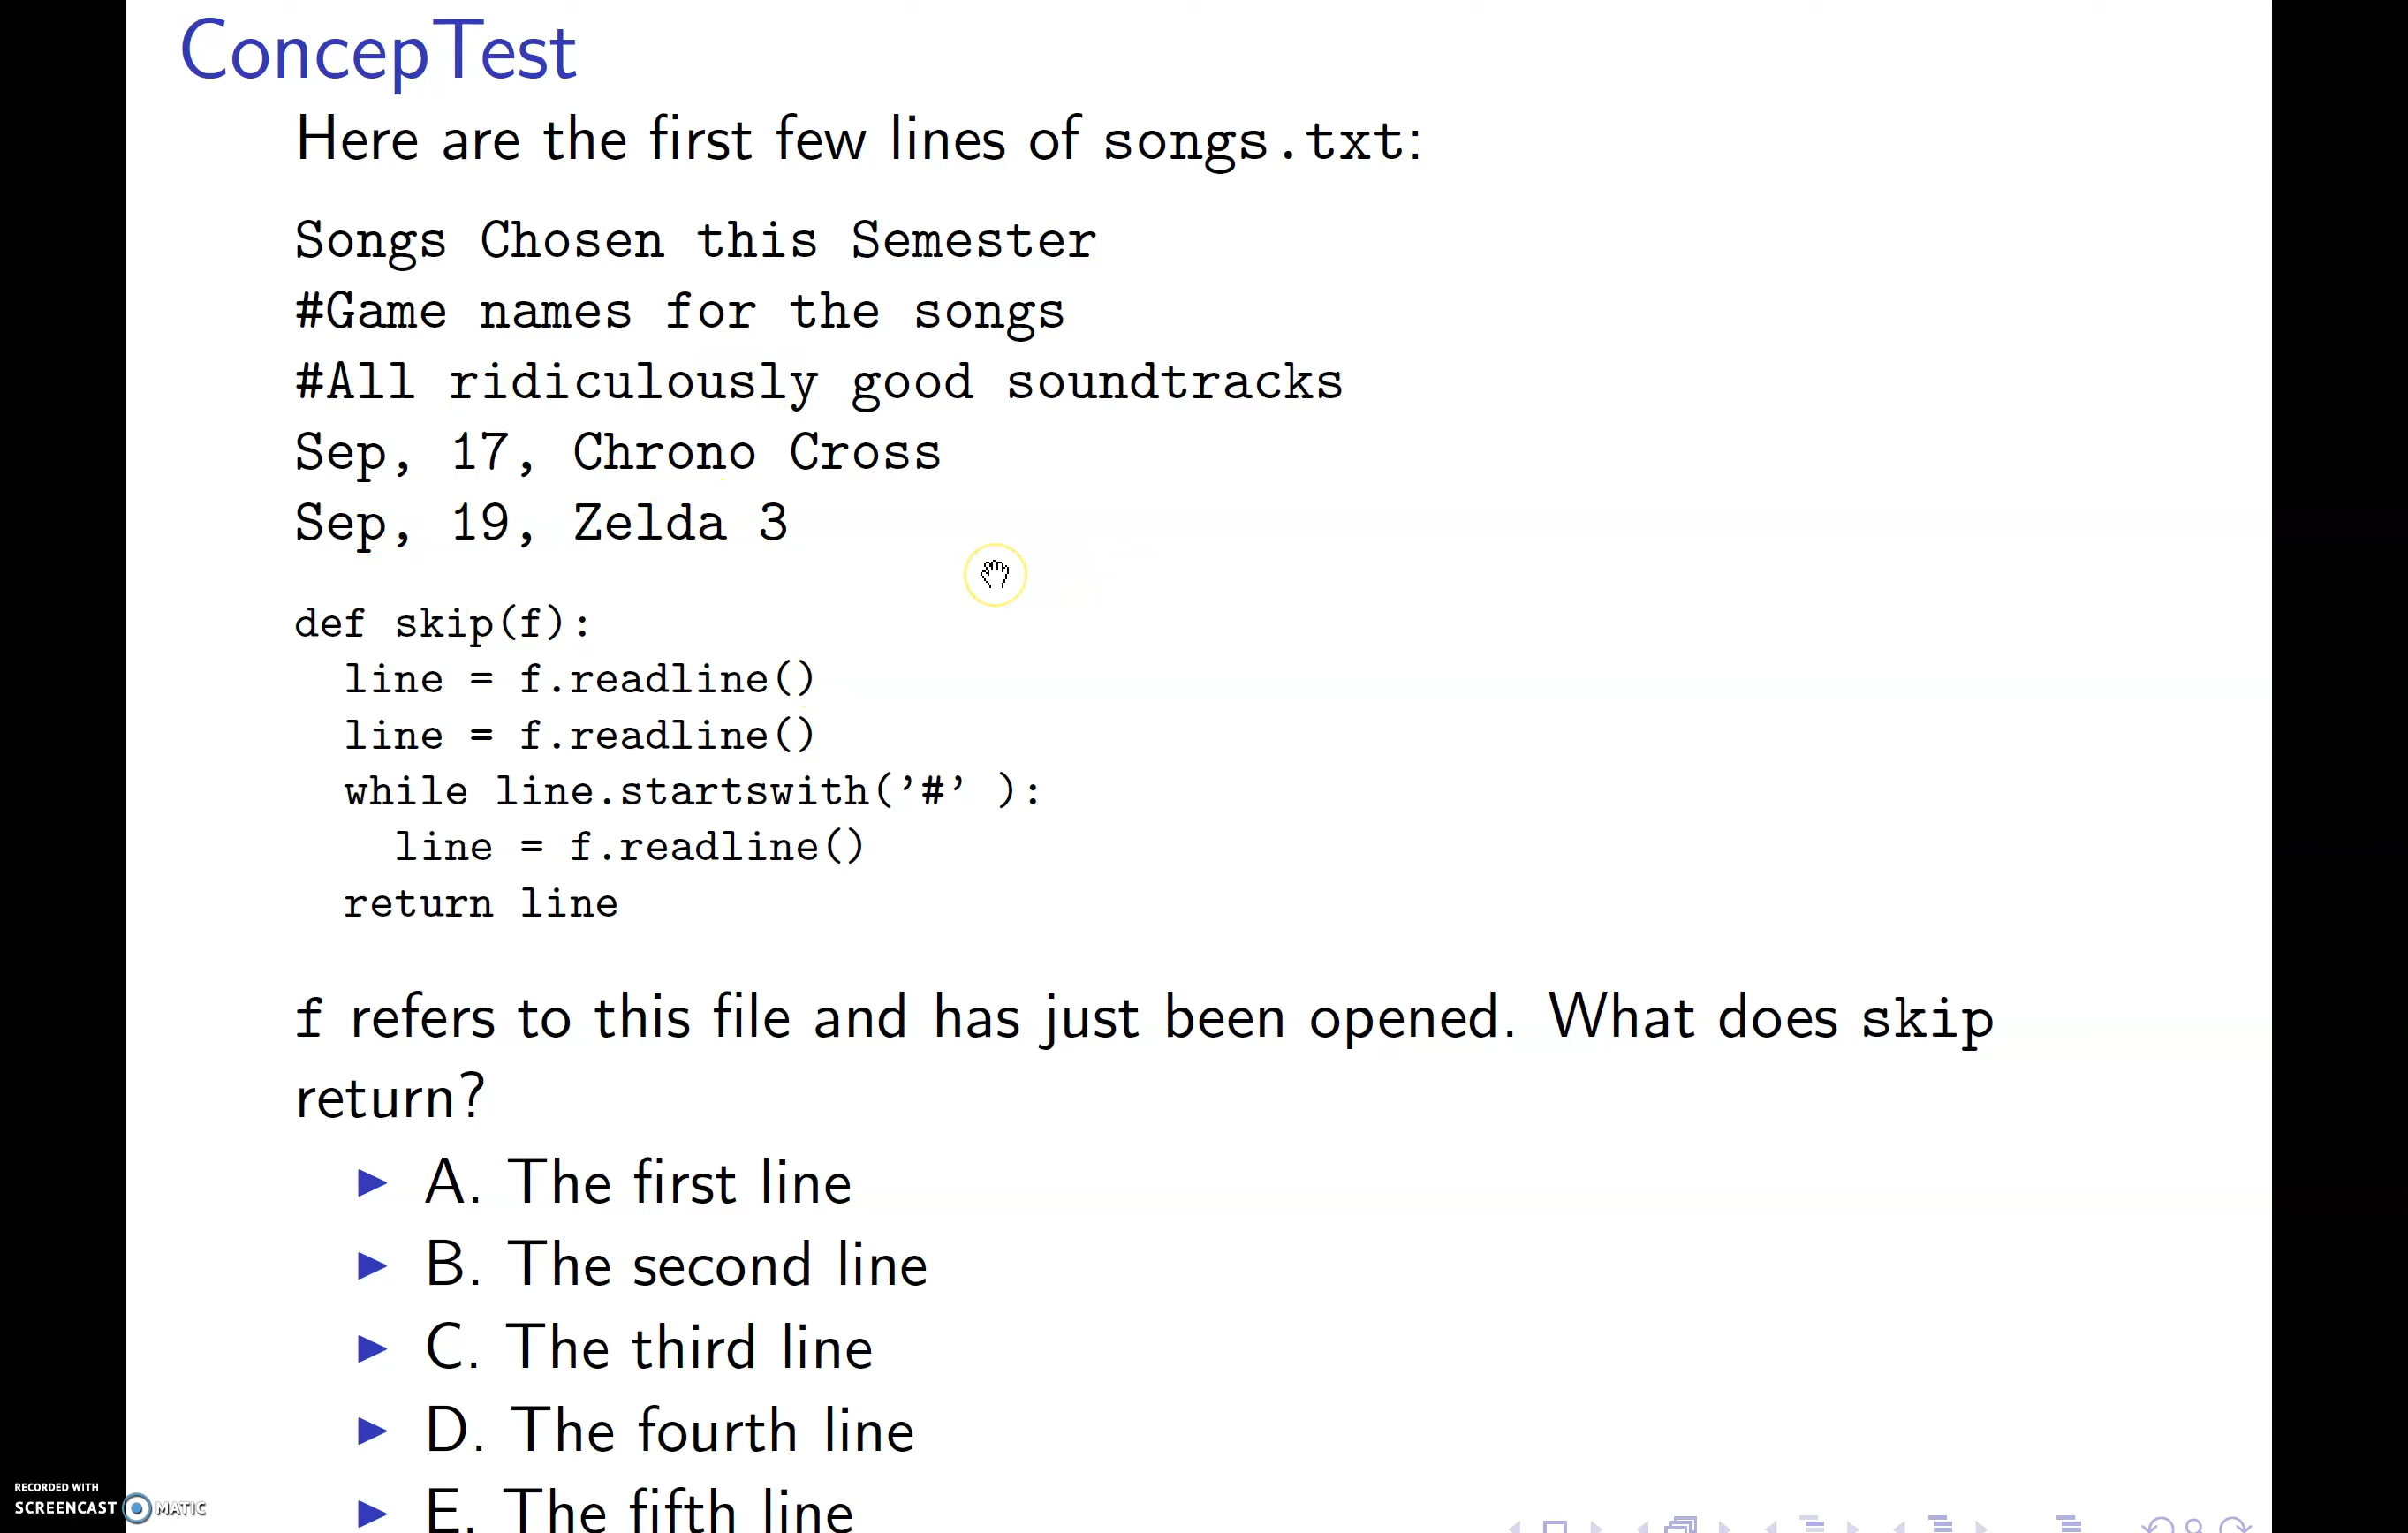 ConcepTest
Here are the first few lines of songs.txt:
Songs Chosen this Semester
#Game names for the songs
#All ridiculously good soundtracks
Sep, 17, Chrono Cross
Sep, 19, Zelda 3
def skip(f):
line = f.readline()
line = f.readline()
while line.startswith(’#’ ):
line = f.readline()
return line
f refers to this file and has just been opened. What does skip
return?
A. The first line
B. The second line
C. The third line
D. The fourth line
E. The fifth line
RECORDED WITH
SCREENCAST MATIC